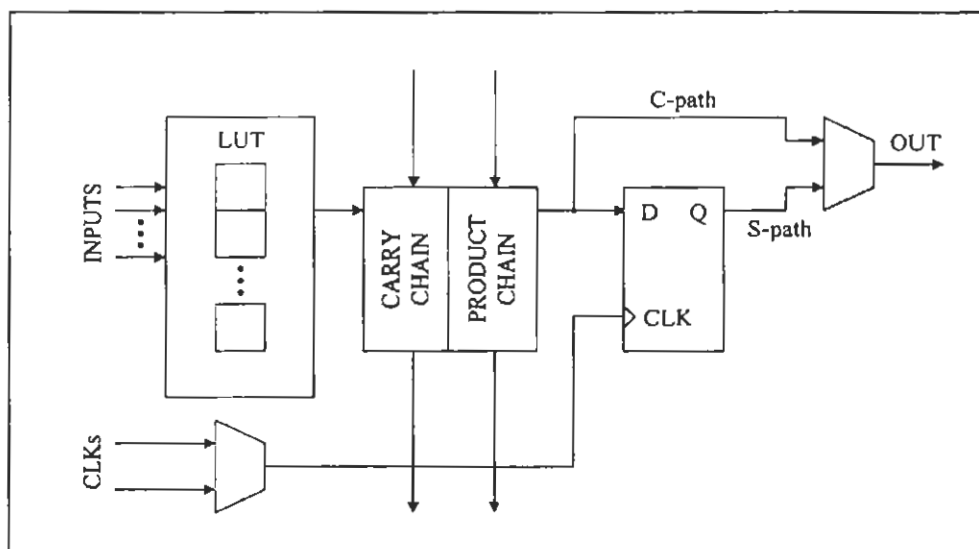 C-path
OUT
LUT
INPUTS
D Q
S-path
CARRY
CHAIN
PRODUCT
CHAIN
CLK
CLKs